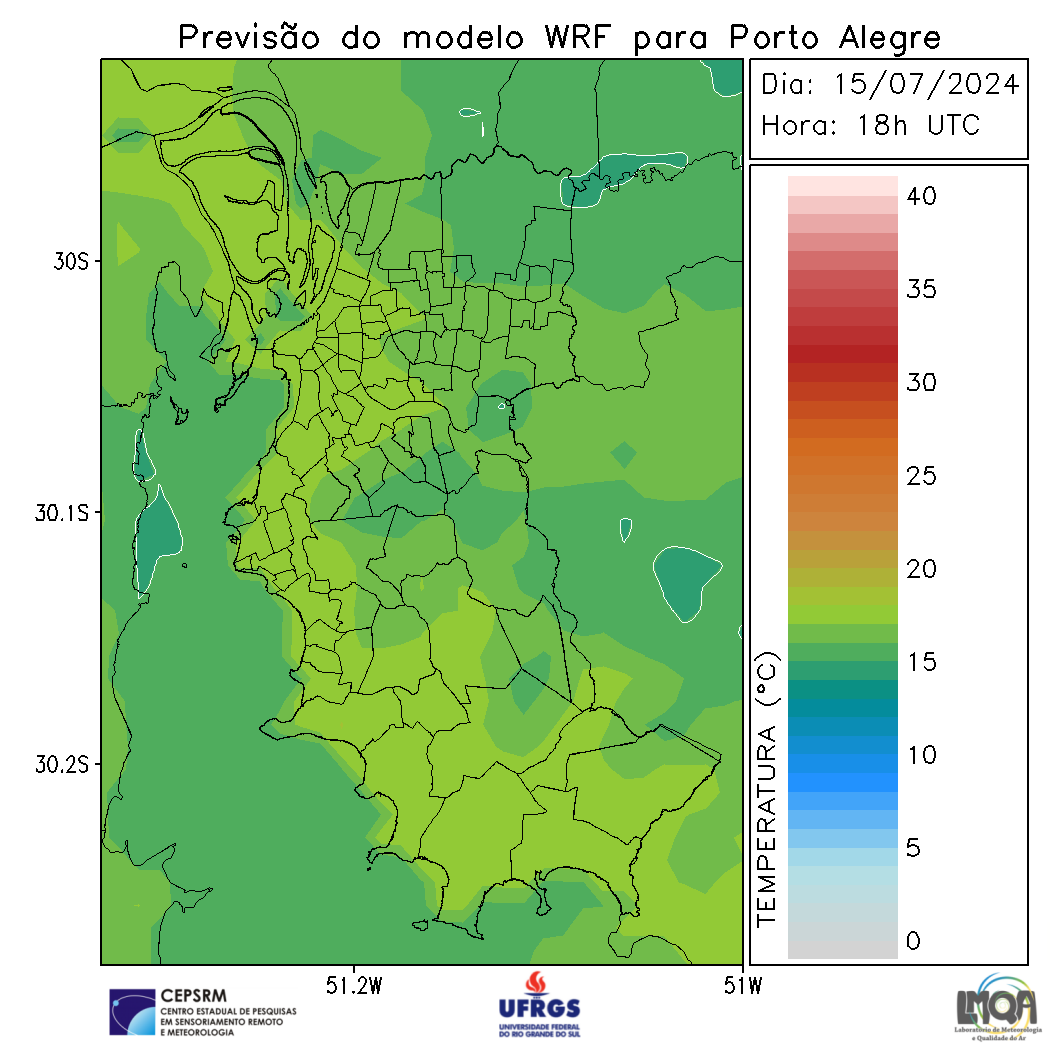 Previsão do modelo WRF para Porto Alegre
Dia: 15/07/2024
Hora: 18h UTC
30S
30.1S
30.2S
51.2W
51W
40
35
30
25
20
15
10
5
0
TEMPERATURA (°C)
CEPSRM
CENTRO ESTADUAL DE PESQUISAS
EM SENSORIAMENTO REMOTO
E METEOROLOGIA
UFRGS
UNIVERSIDADE FEDERAL
DO RIO GRANDE DO SUL
LMQA
Laboratório de Meteorologia
e Qualidade do Ar